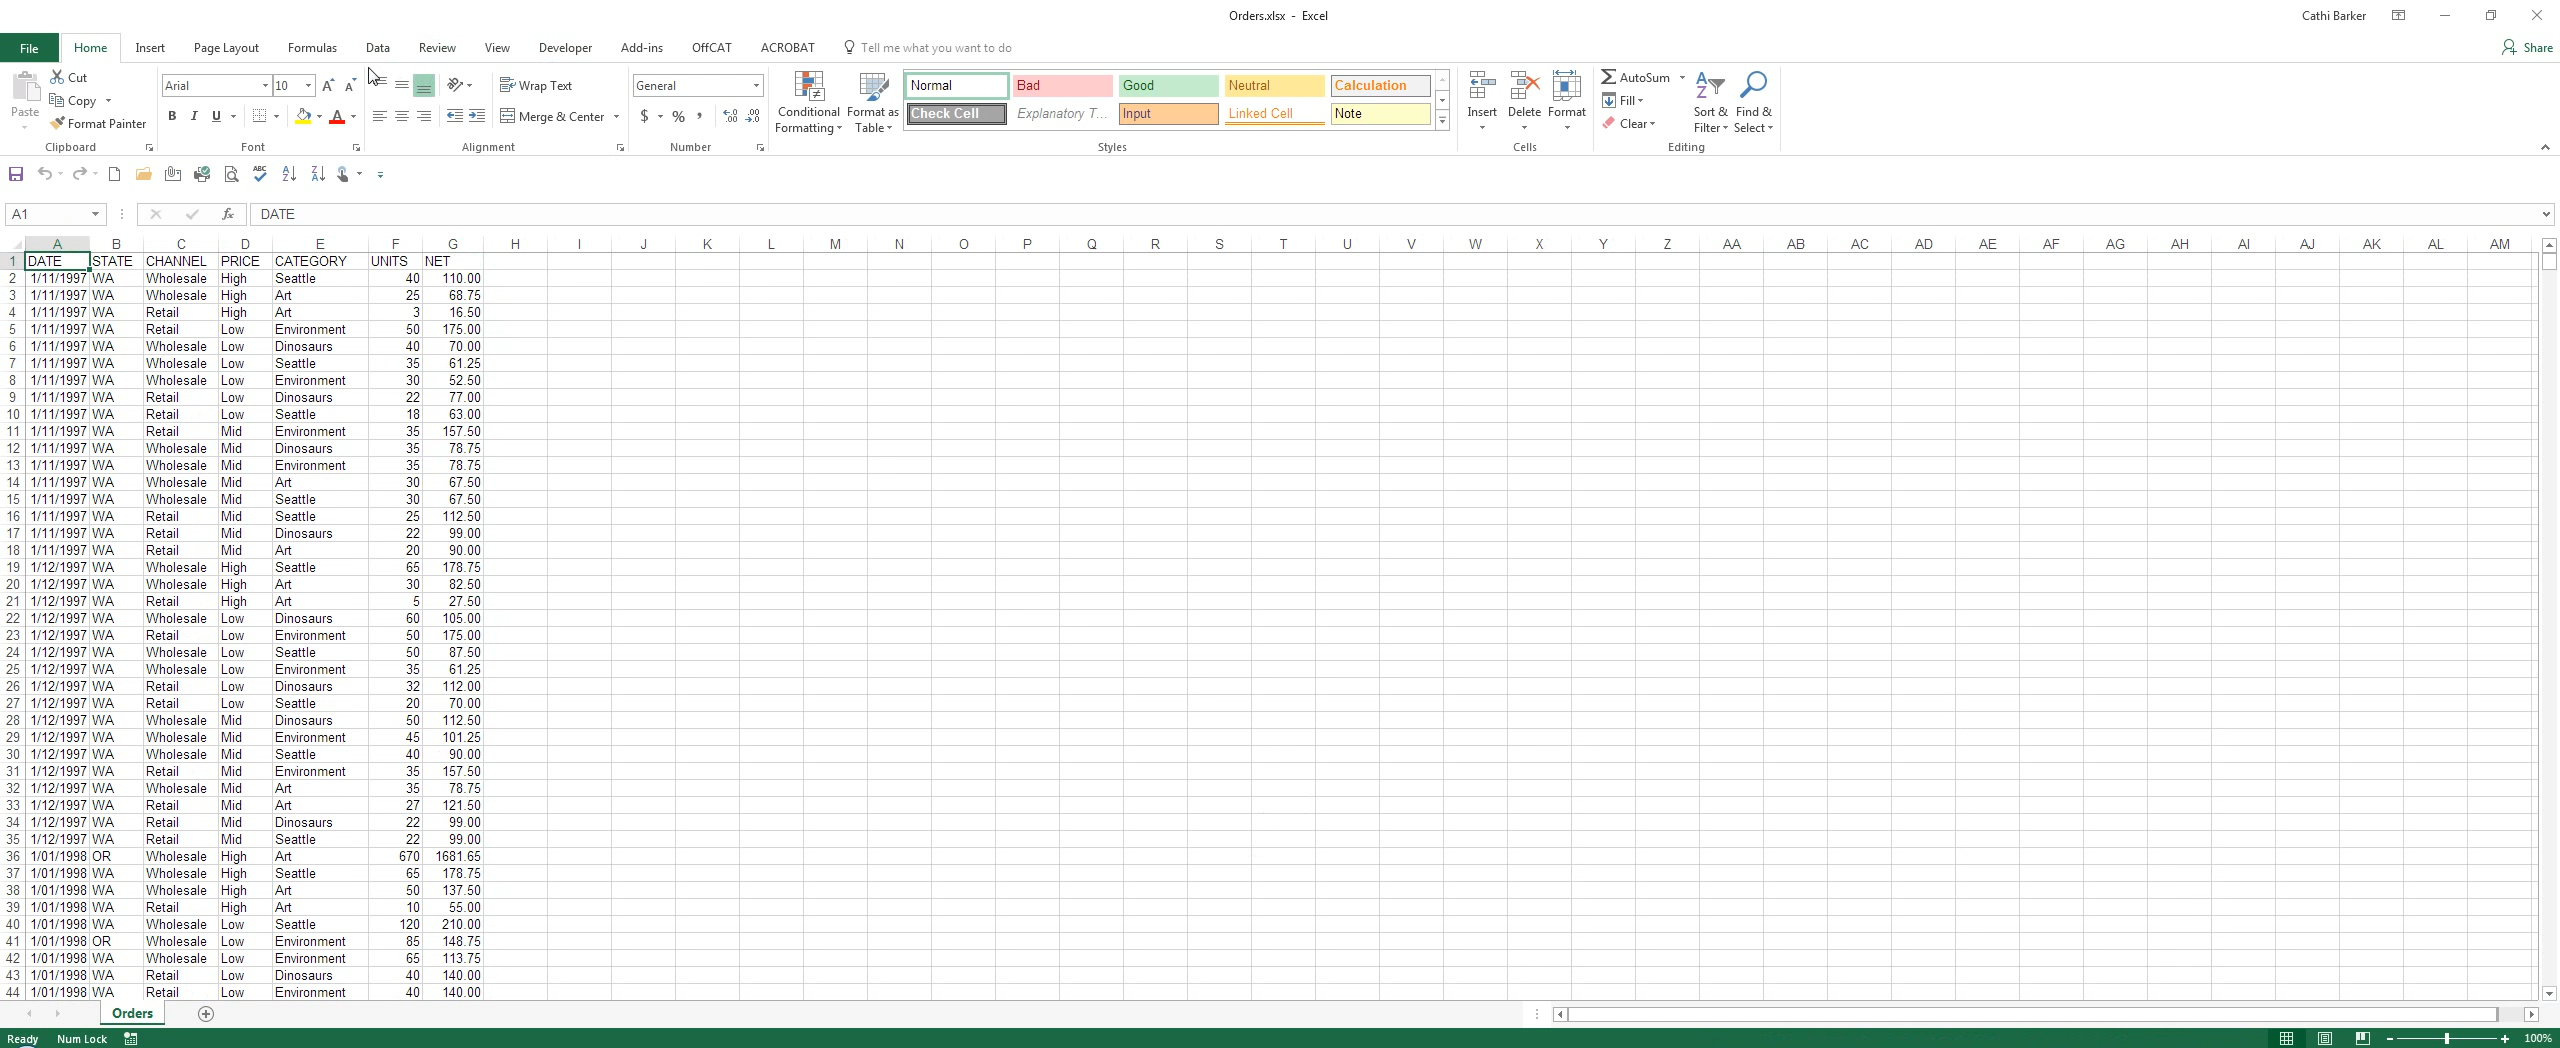 Orders.xlsx - Excel
Cathi Barker
File Home Insert Page Layout Formulas Data Review View Developer Add-ins OffCAT ACROBAT Tell me what you want to do Share
Paste
Cut
Copy
Format Painter
Clipboard
Arial 10
B I U
Font
Wrap Text
Merge & Center
Alignment
General
$ % ,
Number
Conditional Formatting
Format as Table
Normal Bad Good Neutral Calculation
Check Cell Explanatory T... Input Linked Cell Note
Styles
Insert Delete Format
Cells
AutoSum
Fill
Clear
Sort & Filter
Find & Select
Editing
A1 fx DATE
A B C D E F G H I J K L M N O P Q R S T U V W X Y Z AA AB AC AD AE AF AG AH AI AJ AK AL AM
1 DATE STATE CHANNEL PRICE CATEGORY UNITS NET
2 1/11/1997 WA Wholesale High Seattle 40 110.00
3 1/11/1997 WA Wholesale High Art 25 68.75
4 1/11/1997 WA Retail High Art 3 16.50
5 1/11/1997 WA Retail Low Environment 50 175.00
6 1/11/1997 WA Wholesale Low Dinosaurs 40 70.00
7 1/11/1997 WA Wholesale Low Seattle 35 61.25
8 1/11/1997 WA Wholesale Low Environment 30 52.50
9 1/11/1997 WA Retail Low Dinosaurs 22 77.00
10 1/11/1997 WA Retail Low Seattle 18 63.00
11 1/11/1997 WA Retail Mid Environment 35 157.50
12 1/11/1997 WA Wholesale Mid Dinosaurs 35 78.75
13 1/11/1997 WA Wholesale Mid Environment 35 78.75
14 1/11/1997 WA Wholesale Mid Art 30 67.50
15 1/11/1997 WA Wholesale Mid Seattle 30 67.50
16 1/11/1997 WA Retail Mid Seattle 25 112.50
17 1/11/1997 WA Retail Mid Dinosaurs 22 99.00
18 1/11/1997 WA Retail Mid Art 20 90.00
19 1/12/1997 WA Wholesale High Seattle 65 178.75
20 1/12/1997 WA Wholesale High Art 30 82.50
21 1/12/1997 WA Retail High Art 5 27.50
22 1/12/1997 WA Wholesale Low Dinosaurs 60 105.00
23 1/12/1997 WA Retail Low Environment 50 175.00
24 1/12/1997 WA Wholesale Low Seattle 50 87.50
25 1/12/1997 WA Wholesale Low Environment 35 61.25
26 1/12/1997 WA Retail Low Dinosaurs 32 112.00
27 1/12/1997 WA Retail Low Seattle 20 70.00
28 1/12/1997 WA Wholesale Mid Dinosaurs 50 112.50
29 1/12/1997 WA Wholesale Mid Environment 45 101.25
30 1/12/1997 WA Wholesale Mid Seattle 40 90.00
31 1/12/1997 WA Retail Mid Environment 35 157.50
32 1/12/1997 WA Wholesale Mid Art 35 78.75
33 1/12/1997 WA Retail Mid Art 27 121.50
34 1/12/1997 WA Retail Mid Dinosaurs 22 99.00
35 1/12/1997 WA Retail Mid Seattle 22 99.00
36 1/01/1998 OR Wholesale High Art 670 1681.65
37 1/01/1998 WA Wholesale High Seattle 65 178.75
38 1/01/1998 WA Wholesale High Art 50 137.50
39 1/01/1998 WA Retail High Art 10 55.00
40 1/01/1998 WA Wholesale Low Seattle 120 210.00
41 1/01/1998 OR Wholesale Low Environment 85 148.75
42 1/01/1998 WA Wholesale Low Environment 65 113.75
43 1/01/1998 WA Retail Low Dinosaurs 40 140.00
44 1/01/1998 WA Retail Low Environment 40 140.00
Orders
Ready Num Lock 100%